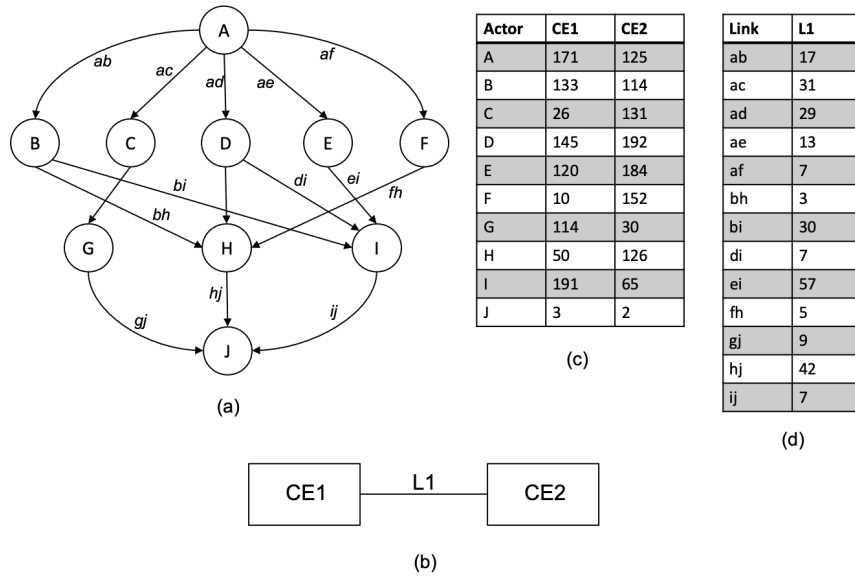 A
ab
ac
ad
ae
af
B
C
D
E
F
bi
bh
di
ei
fh
G
H
I
gj
hj
ij
J
(a)
Actor CE1 CE2
A 171 125
B 133 114
C 26 131
D 145 192
E 120 184
F 10 152
G 114 30
H 50 126
I 191 65
J 3 2
(c)
Link L1
ab 17
ac 31
ad 29
ae 13
af 7
bh 3
bi 30
di 7
ei 57
fh 5
gj 9
hj 42
ij 7
(d)
CE1 L1 CE2
(b)